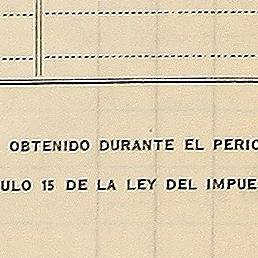 OBTENIDO DURANTE EL PERIO
ULO 15 DE LA LEY DEL IMPUE